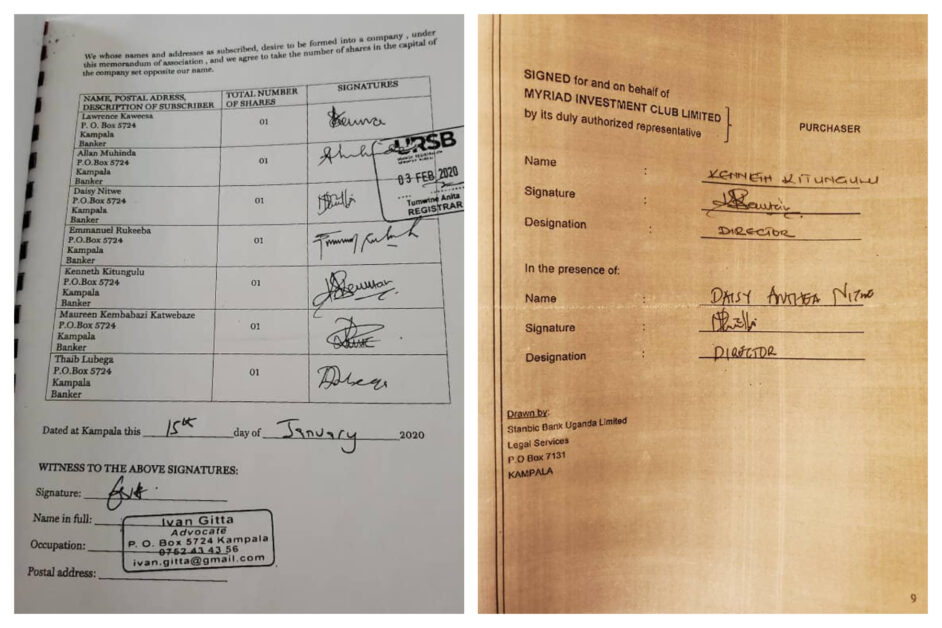 We whose names and addresses as subscribed, desire to be formed into a company , under
this memorandum of association , and we agree to take the number of shares in the capital of
the company set opposite our name.
NAME, POSTAL ADRESS, DESCRIPTION OF SUBSCRIBER TOTAL NUMBER OF SHARES SIGNATURES
Lawrence Kaweesa 01
P. O. Box 5724
Kampala
Banker
Allan Muhinda 01
P.O.Box 5724
Kampala
Banker
URSB
03 FEB 2020
Tumwine Anita
REGISTRAR
Daisy Nitwe 01
P.O.Box 5724
Kampala
Banker
Emmanuel Rukeeba 01
P.O.Box 5724
Kampala
Banker
Kenneth Kitungulu 01
P.O.Box 5724
Kampala
Banker
Maureen Kembabazi Katwebaze 01
P.O.Box 5724
Kampala
Banker
Thaib Lubega 01
P.O.Box 5724
Kampala
Banker
Dated at Kampala this 15th day of January 2020
WITNESS TO THE ABOVE SIGNATURES:
Signature:
Name in full:
Occupation:
Postal address:
Ivan Gitta
Advocate
P. O. Box 5724 Kampala
0752 43 43 56
ivan.gitta@gmail.com
SIGNED for and on behalf of
MYRIAD INVESTMENT CLUB LIMITED
by its duly authorized representative
PURCHASER
Name : KENNETH KITUNGULU
Signature :
Designation : DIRECTOR
In the presence of:
Name : DAISY ANTHEA NITWE
Signature :
Designation : DIRECTOR
Drawn by:
Stanbic Bank Uganda Limited
Legal Services
P.O Box 7131
KAMPALA
9